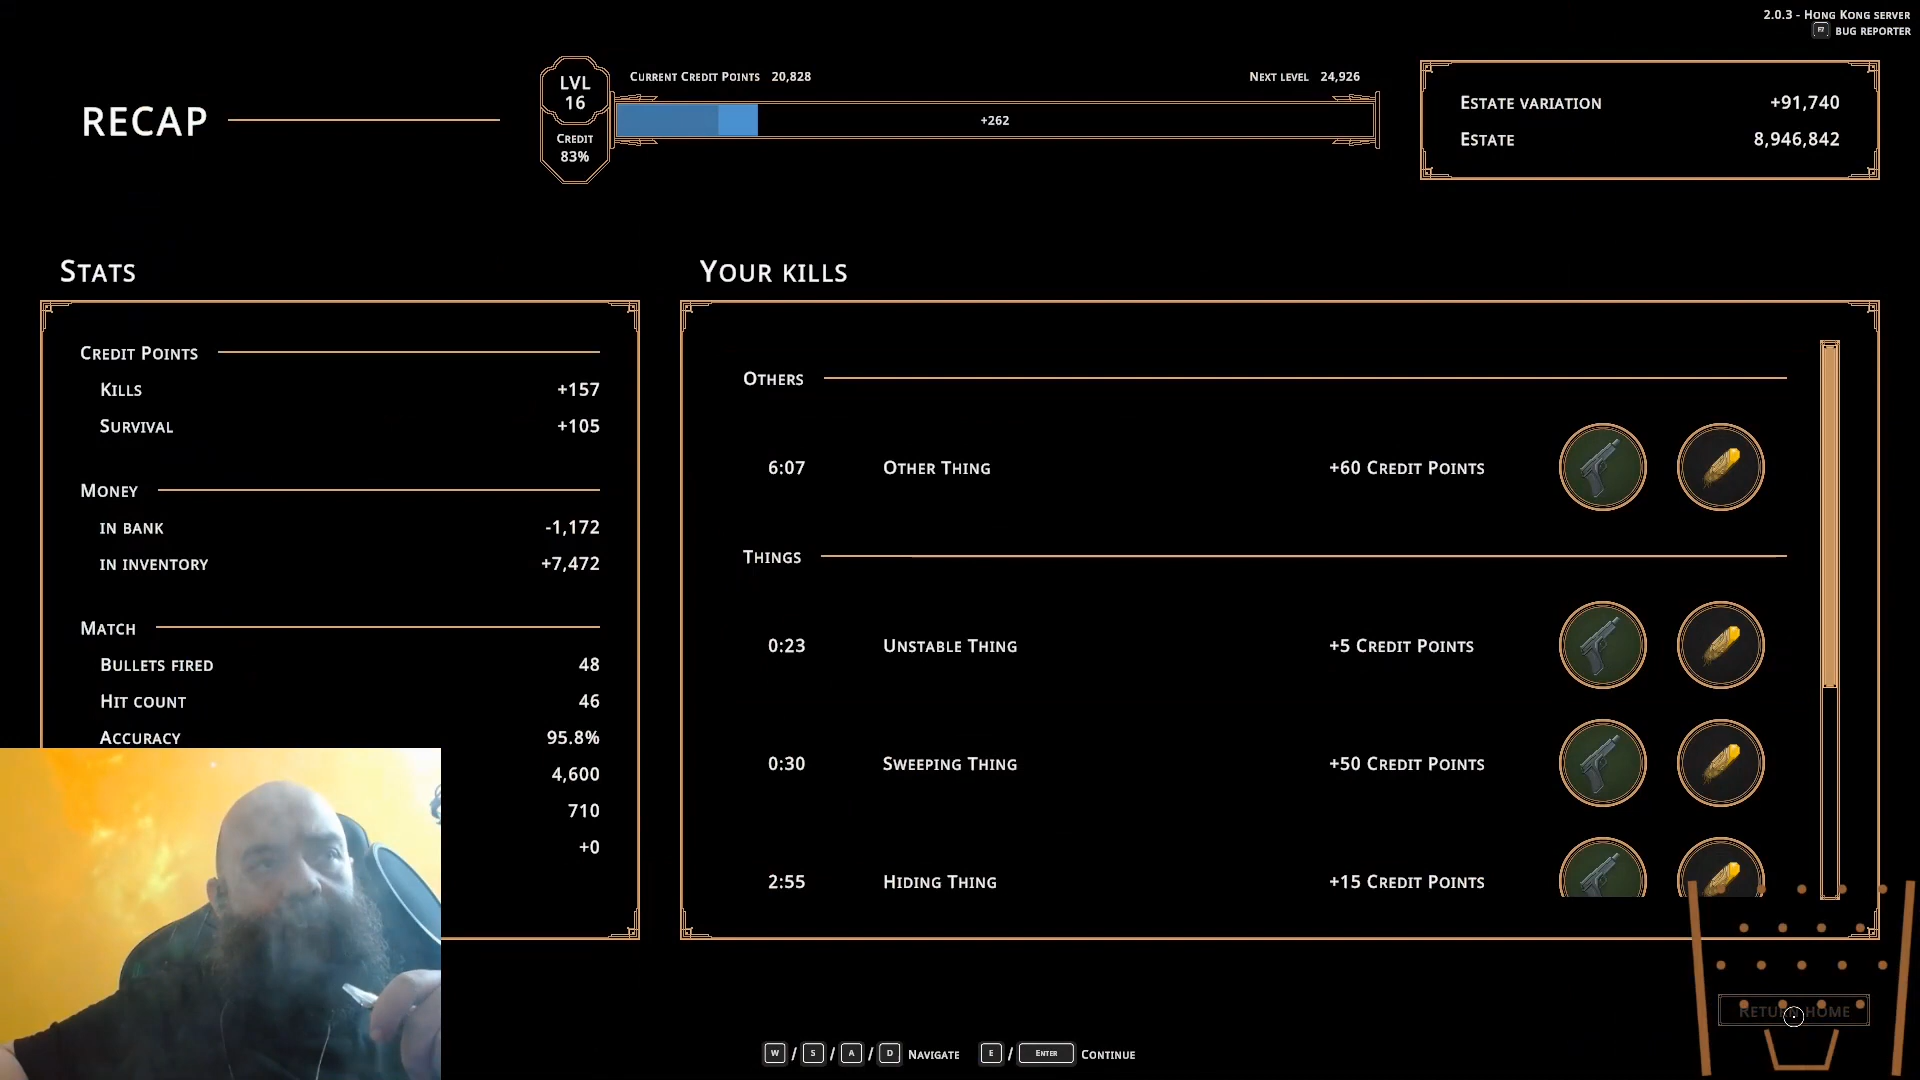 2.0.3 - Hong Kong server
BUG REPORTER
RECAP
LVL
16
Credit
83%
Current Credit Points 20,828
Next level 24,926
+262
Estate variation +91,740
Estate 8,946,842
Stats
Credit Points
Kills +157
Survival +105
Money
in bank -1,172
in inventory +7,472
Match
Bullets fired 48
Hit count 46
Accuracy 95.8%
4,600
710
+0
Your kills
Others
6:07 Other Thing +60 Credit Points
Things
0:23 Unstable Thing +5 Credit Points
0:30 Sweeping Thing +50 Credit Points
2:55 Hiding Thing +15 Credit Points
RETURN HOME
W / S / A / D Navigate E / Enter Continue